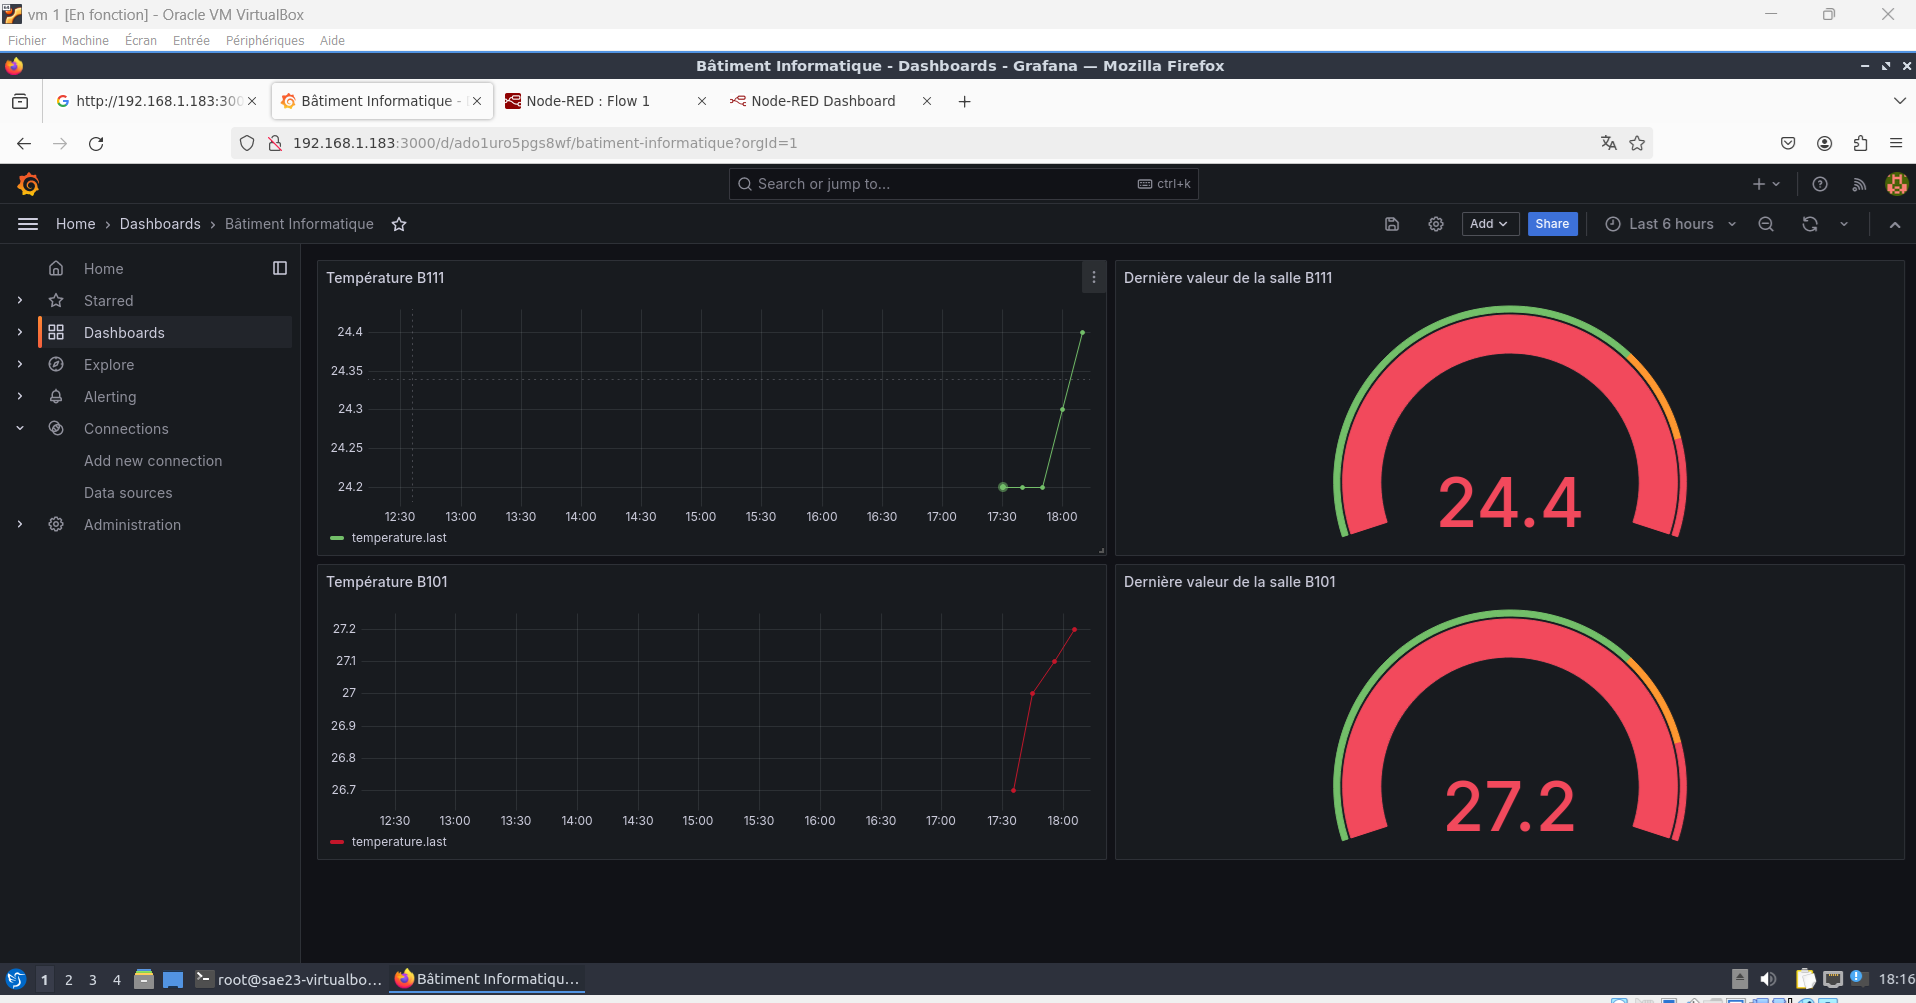 vm 1 [En fonction] - Oracle VM VirtualBox
Fichier Machine Écran Entrée Périphériques Aide
Bâtiment Informatique - Dashboards - Grafana — Mozilla Firefox
http://192.168.1.183:300
Bâtiment Informatique -
Node-RED : Flow 1
Node-RED Dashboard
192.168.1.183:3000/d/ado1uro5pgs8wf/batiment-informatique?orgId=1
Search or jump to...
ctrl+k
Home › Dashboards › Bâtiment Informatique
Add
Share
Last 6 hours
Home
Starred
Dashboards
Explore
Alerting
Connections
Add new connection
Data sources
Administration
Température B111
24.4
24.35
24.3
24.25
24.2
12:30 13:00 13:30 14:00 14:30 15:00 15:30 16:00 16:30 17:00 17:30 18:00
temperature.last
Dernière valeur de la salle B111
24.4
Température B101
27.2
27.1
27
26.9
26.8
26.7
12:30 13:00 13:30 14:00 14:30 15:00 15:30 16:00 16:30 17:00 17:30 18:00
temperature.last
Dernière valeur de la salle B101
27.2
1 2 3 4
root@sae23-virtualbo...
Bâtiment Informatiqu...
18:16